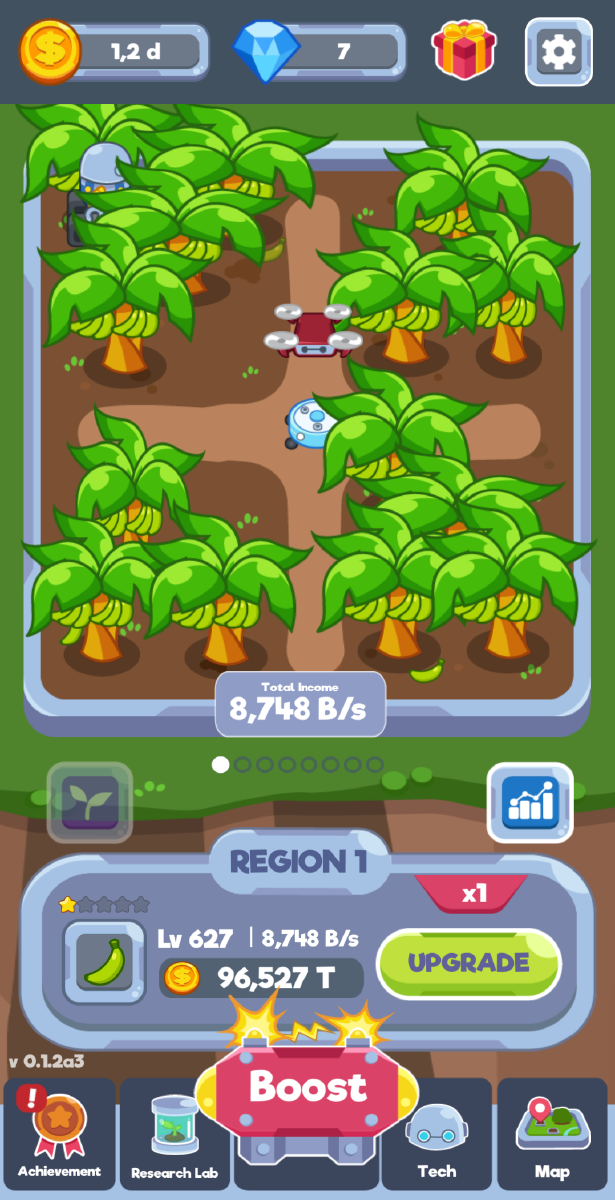 1,2 d
7
Total Income
8,748 B/s
REGION 1
x1
Lv 627 | 8,748 B/s
96,527 T
UPGRADE
v 0.1.2a3
Boost
Achievement
Research Lab
Tech
Map